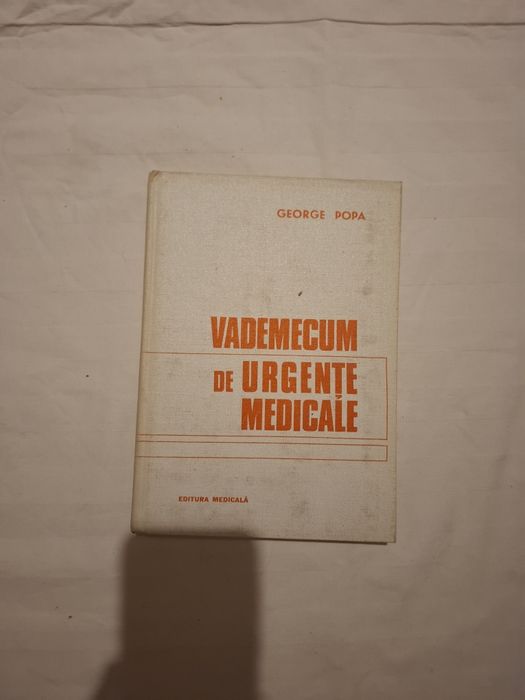 GEORGE POPA
VADEMECUM
DE URGENȚE
MEDICALE
EDITURA MEDICALĂ